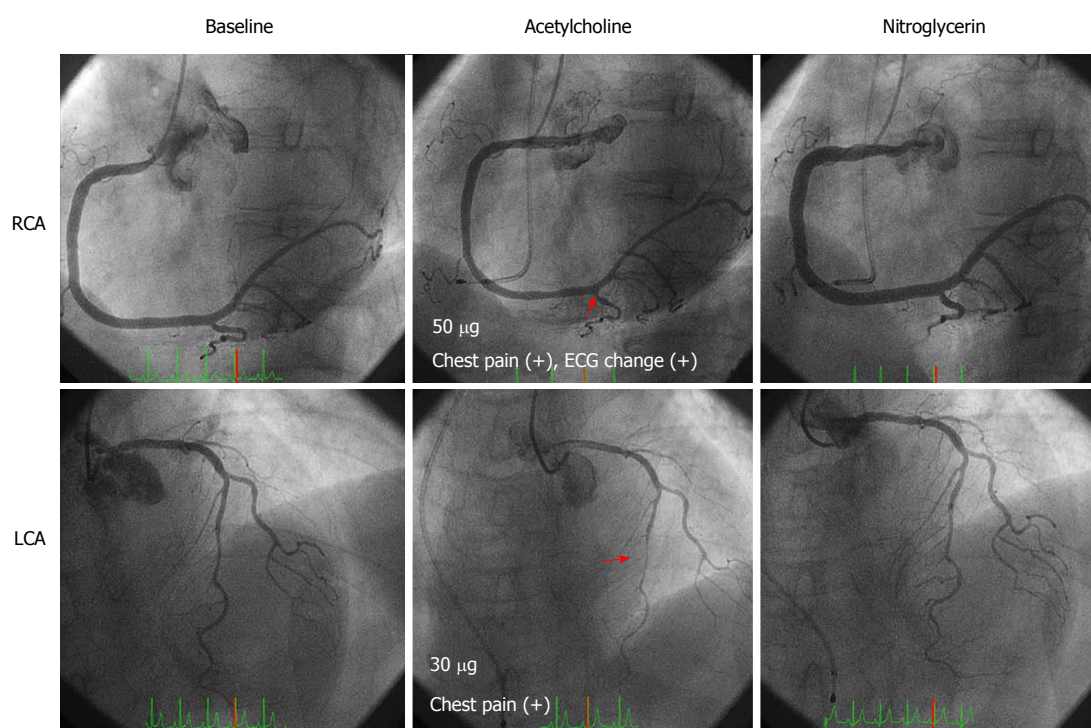 Baseline
Acetylcholine
Nitroglycerin
RCA
50 μg
Chest pain (+), ECG change (+)
LCA
30 μg
Chest pain (+)